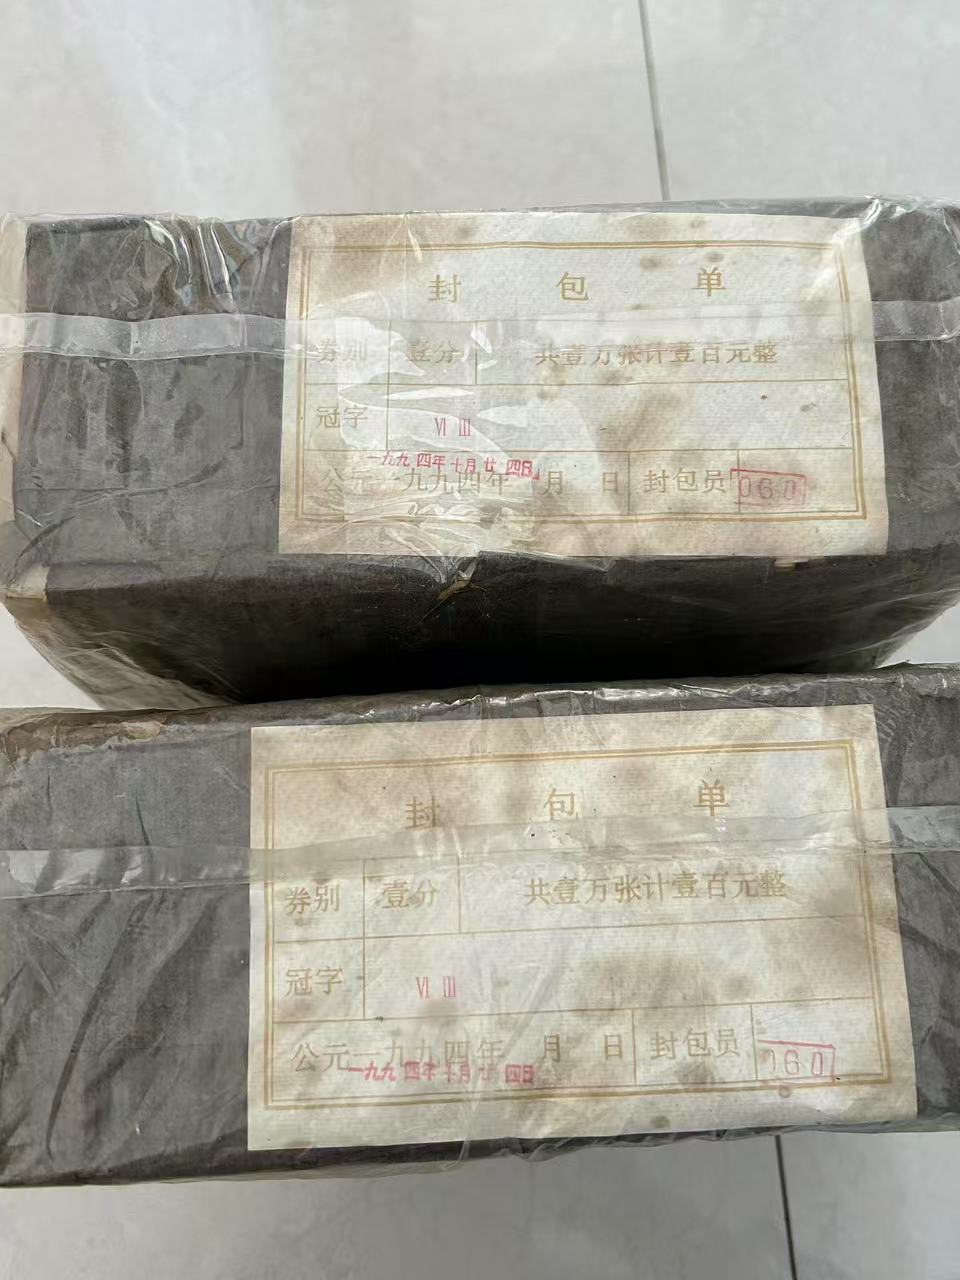 封包单
券别 壹分 共壹万张计壹百元整
冠字 VI III
一九九四年十月廿四日
公元一九九四年 月 日 封包员 060
封包单
券别 壹分 共壹万张计壹百元整
冠字 VI III
公元一九九四年 月 日 封包员 060
一九九四年十月廿四日